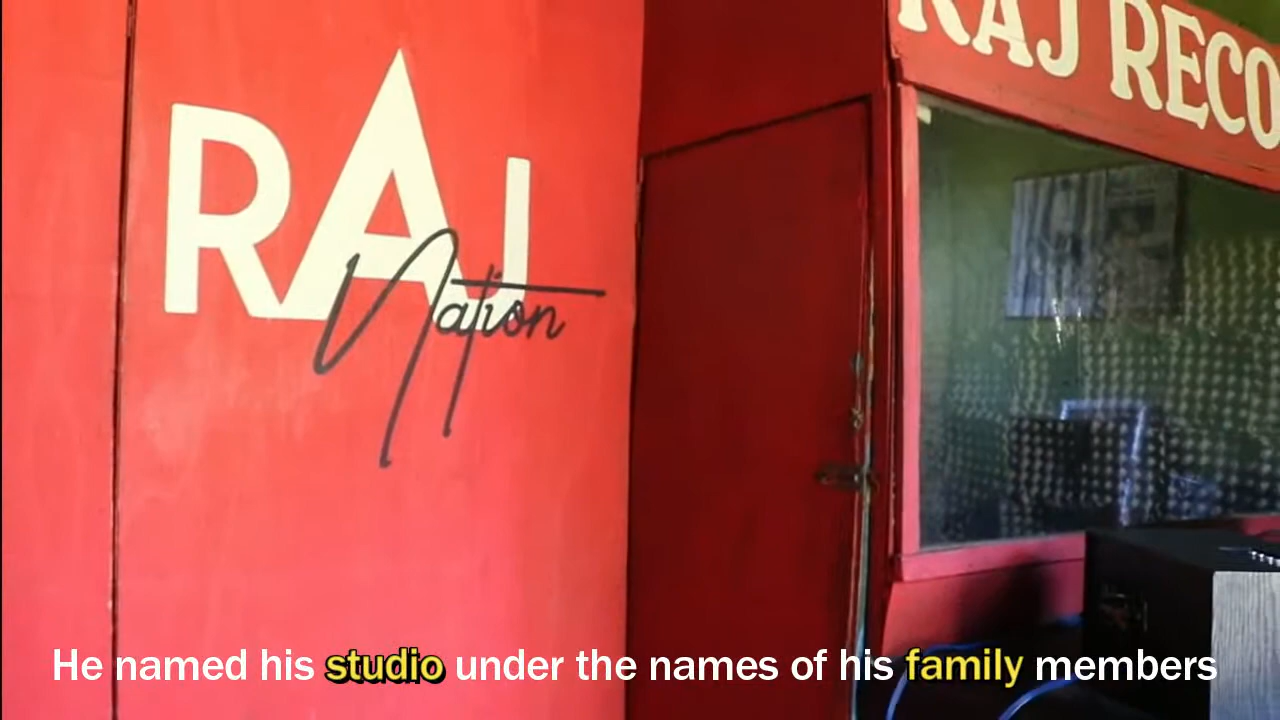 RAJ
Nation
RAJ RECO
He named his studio under the names of his family members